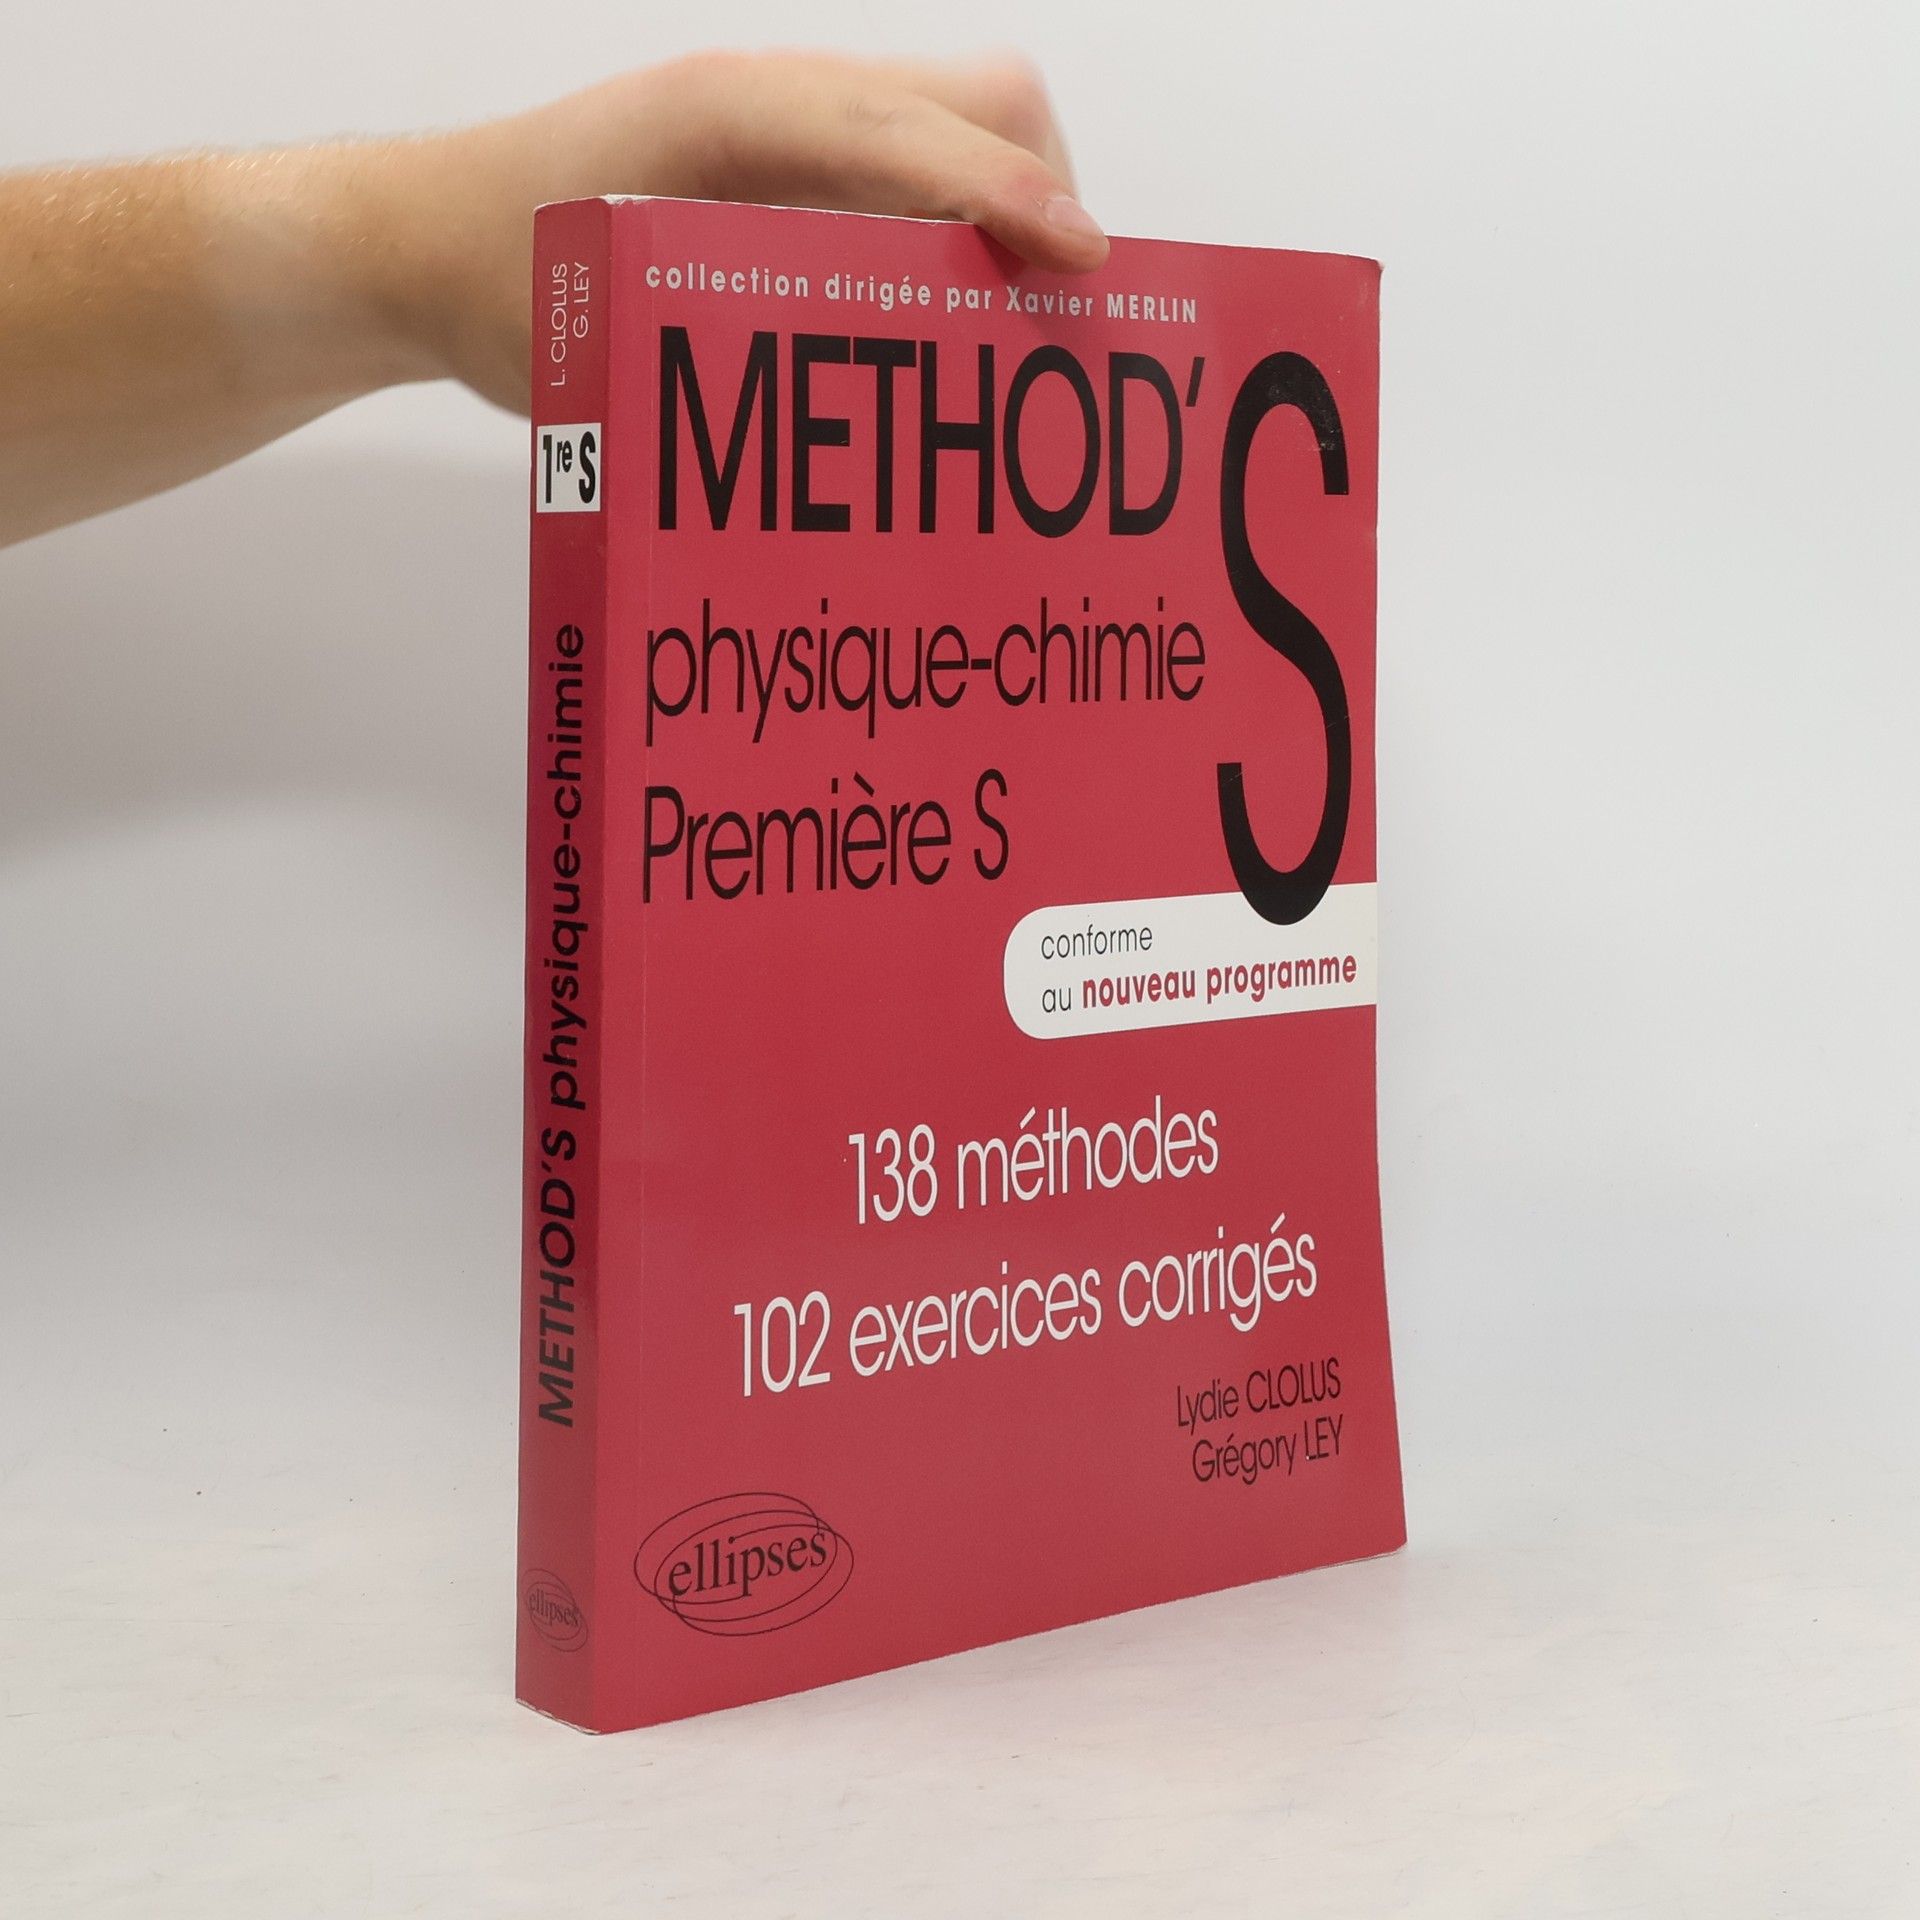 collection dirigée par Xavier MERLIN
METHOD'S
physique-chimie
Première S
conforme
au nouveau programme
138 méthodes
102 exercices corrigés
Lydie CLOLUS
Grégory LEY
ellipses
L. CLOLUS
G. LEY
1re S
METHOD'S physique-chimie
ellipses